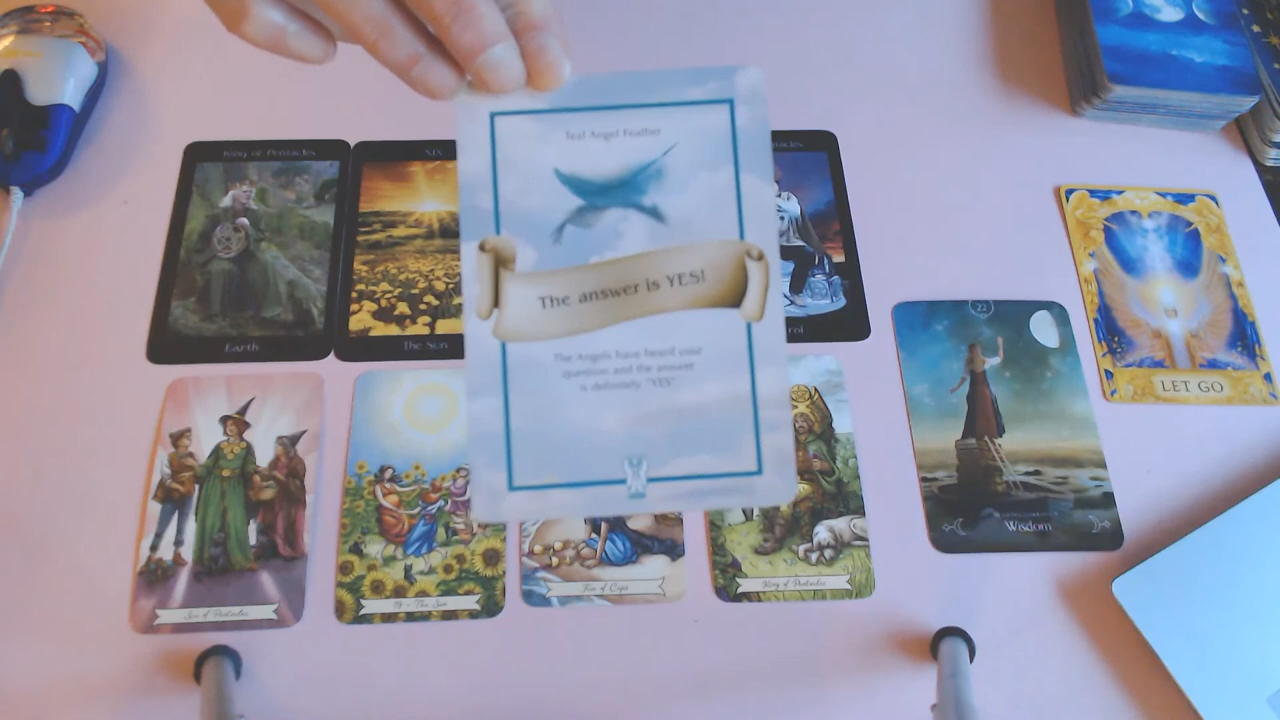 King of Pentacles
XIX
Earth
The Sun
Teal Angel Feather
The answer is YES!
The Angels have heard your
question and the answer
is definitely "YES"
22
Wisdom
LET GO
Six of Pentacles
19 - The Sun
of Cups
King of Pentacles